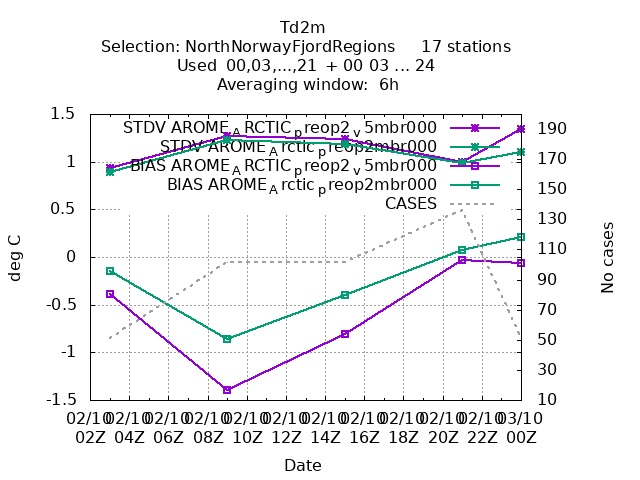 Td2m
Selection: NorthNorwayFjordRegions     17 stations
Used  00,03,...,21  + 00 03 ... 24
Averaging window:  6h
STDV AROME_ARCTIC_preop2_v5mbr000
STDV AROME_Arctic_preop2mbr000
BIAS AROME_ARCTIC_preop2_v5mbr000
BIAS AROME_Arctic_preop2mbr000
CASES
1.5
1
0.5
0
-0.5
-1
-1.5
deg C
190
170
150
130
110
90
70
50
30
10
No cases
02/10 02/10 02/10 02/10 02/10 02/10 02/10 02/10 02/10 02/10 02/10 03/10
02Z 04Z 06Z 08Z 10Z 12Z 14Z 16Z 18Z 20Z 22Z 00Z
Date